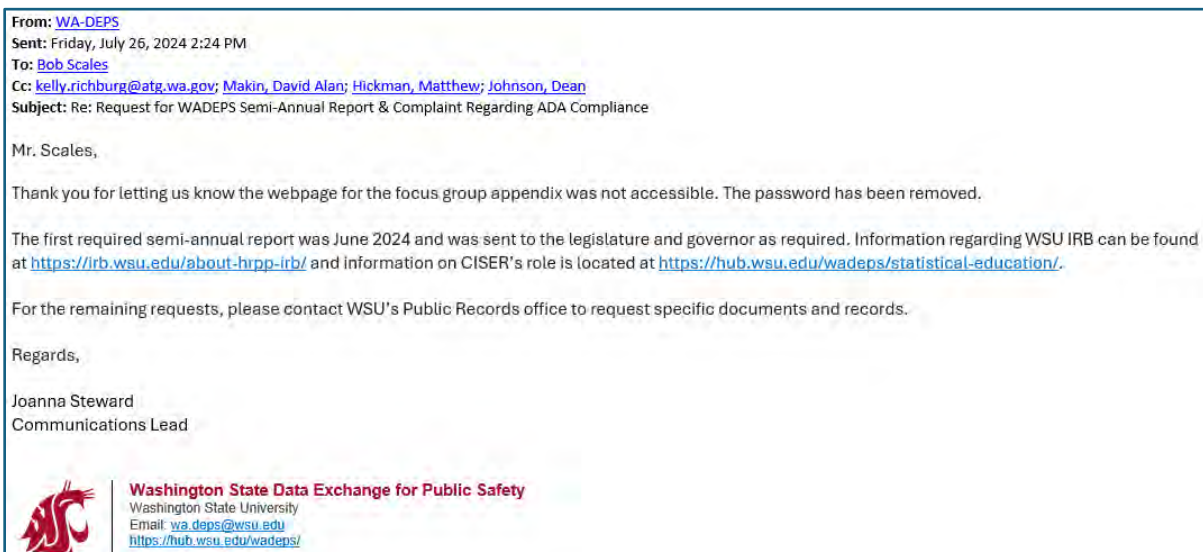 From: WA-DEPS
Sent: Friday, July 26, 2024 2:24 PM
To: Bob Scales
Cc: kelly.richburg@atg.wa.gov; Makin, David Alan; Hickman, Matthew; Johnson, Dean
Subject: Re: Request for WADEPS Semi-Annual Report & Complaint Regarding ADA Compliance
Mr. Scales,
Thank you for letting us know the webpage for the focus group appendix was not accessible. The password has been removed.
The first required semi-annual report was June 2024 and was sent to the legislature and governor as required. Information regarding WSU IRB can be found
at https://irb.wsu.edu/about-hrpp-irb/ and information on CISER's role is located at https://hub.wsu.edu/wadeps/statistical-education/.
For the remaining requests, please contact WSU's Public Records office to request specific documents and records.
Regards,
Joanna Steward
Communications Lead
Washington State Data Exchange for Public Safety
Washington State University
Email: wa.deps@wsu.edu
https://hub.wsu.edu/wadeps/